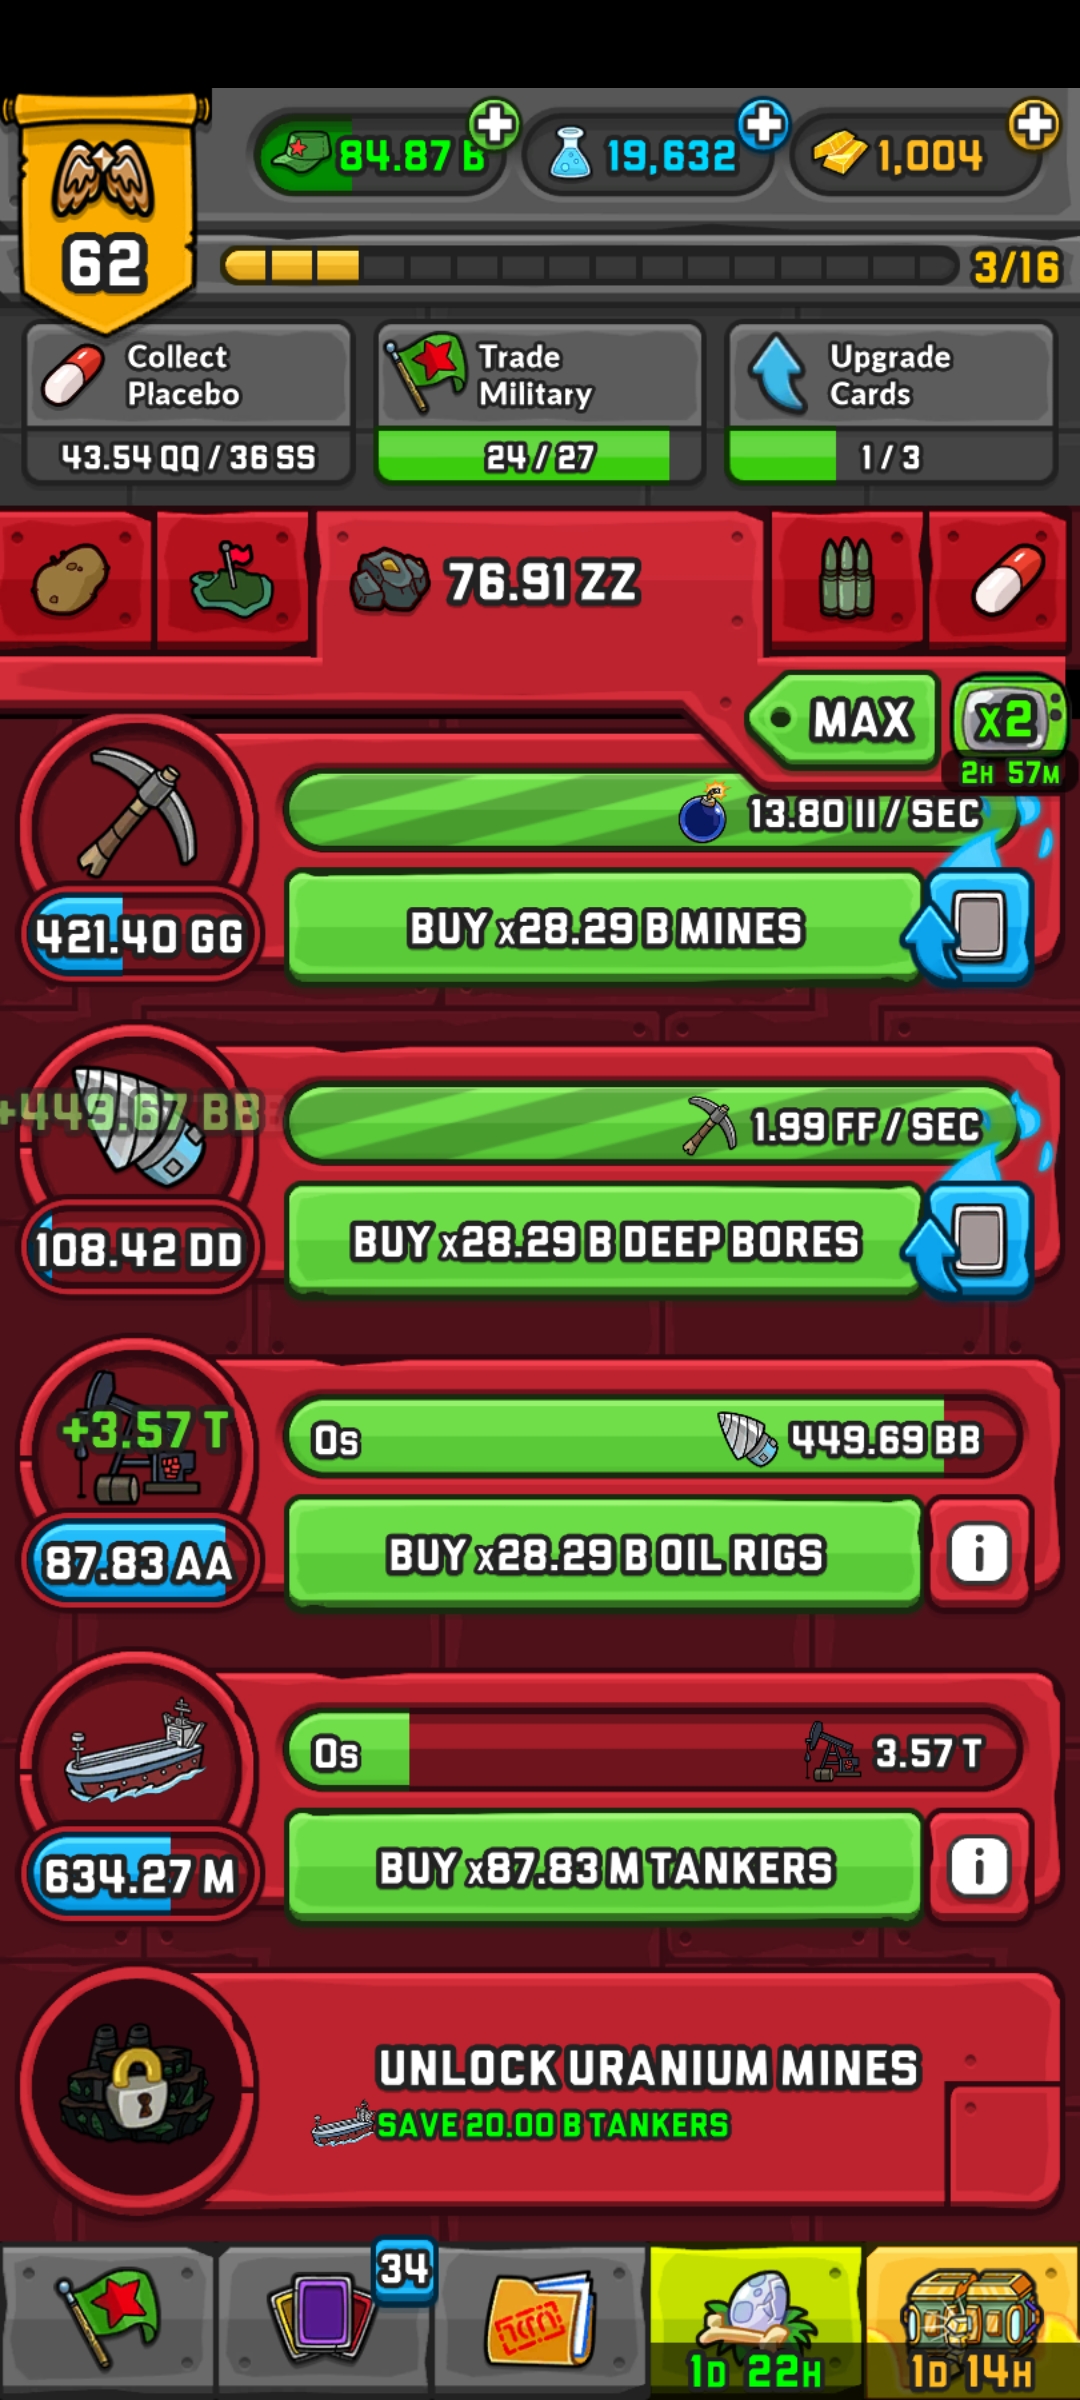 62
84.87 B
19,632
1,004
3/16
Collect
Placebo
43.54 QQ / 36 SS
Trade
Military
24 / 27
Upgrade
Cards
1 / 3
76.91 ZZ
MAX
x2
2H 57M
13.80 II / SEC
421.40 GG
BUY x28.29 B MINES
+449.67 BB
1.99 FF / SEC
108.42 DD
BUY x28.29 B DEEP BORES
+3.57 T
0s
449.69 BB
87.83 AA
BUY x28.29 B OIL RIGS
i
0s
3.57 T
634.27 M
BUY x87.83 M TANKERS
i
UNLOCK URANIUM MINES
SAVE 20.00 B TANKERS
34
1D 22H
1D 14H